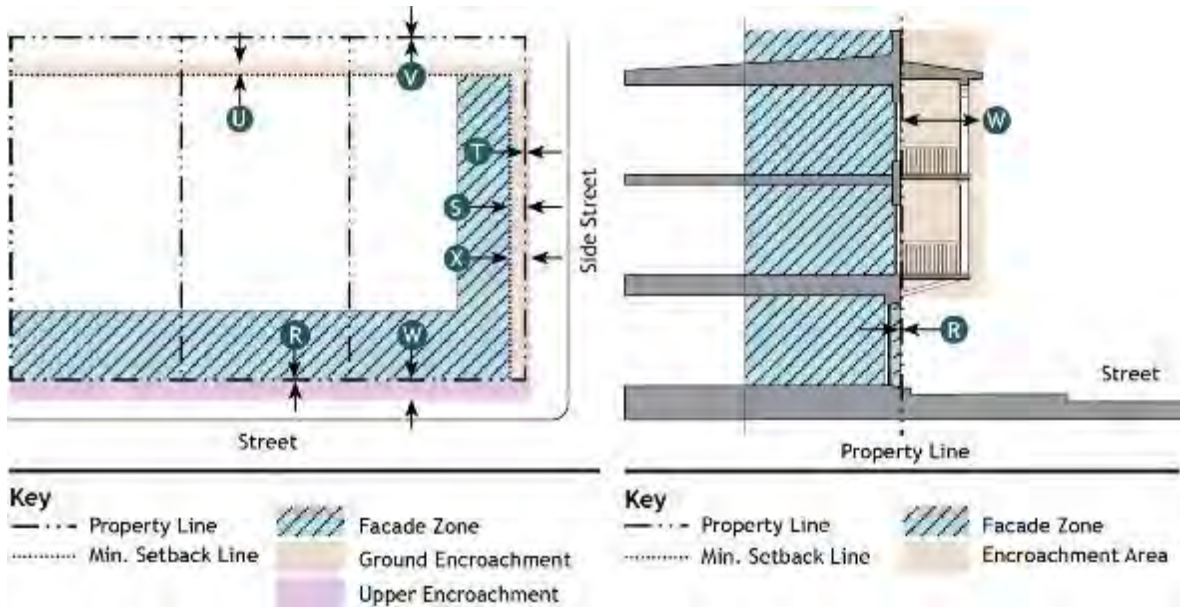 V
U
T
S
X
R
W
Side Street
Street
Key
Property Line
Min. Setback Line
Facade Zone
Ground Encroachment
Upper Encroachment
W
R
Street
Property Line
Key
Property Line
Min. Setback Line
Facade Zone
Encroachment Area